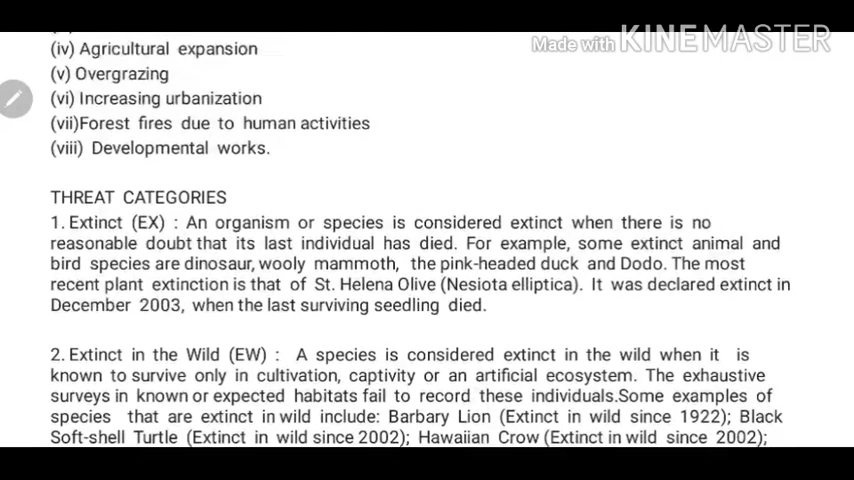 Made with KINEMASTER
(iv) Agricultural expansion
(v) Overgrazing
(vi) Increasing urbanization
(vii)Forest fires due to human activities
(viii) Developmental works.
THREAT CATEGORIES
1. Extinct (EX) : An organism or species is considered extinct when there is no
reasonable doubt that its last individual has died. For example, some extinct animal and
bird species are dinosaur, wooly mammoth, the pink-headed duck and Dodo. The most
recent plant extinction is that of St. Helena Olive (Nesiota elliptica). It was declared extinct in
December 2003, when the last surviving seedling died.
2. Extinct in the Wild (EW) : A species is considered extinct in the wild when it is
known to survive only in cultivation, captivity or an artificial ecosystem. The exhaustive
surveys in known or expected habitats fail to record these individuals.Some examples of
species that are extinct in wild include: Barbary Lion (Extinct in wild since 1922); Black
Soft-shell Turtle (Extinct in wild since 2002); Hawaiian Crow (Extinct in wild since 2002);